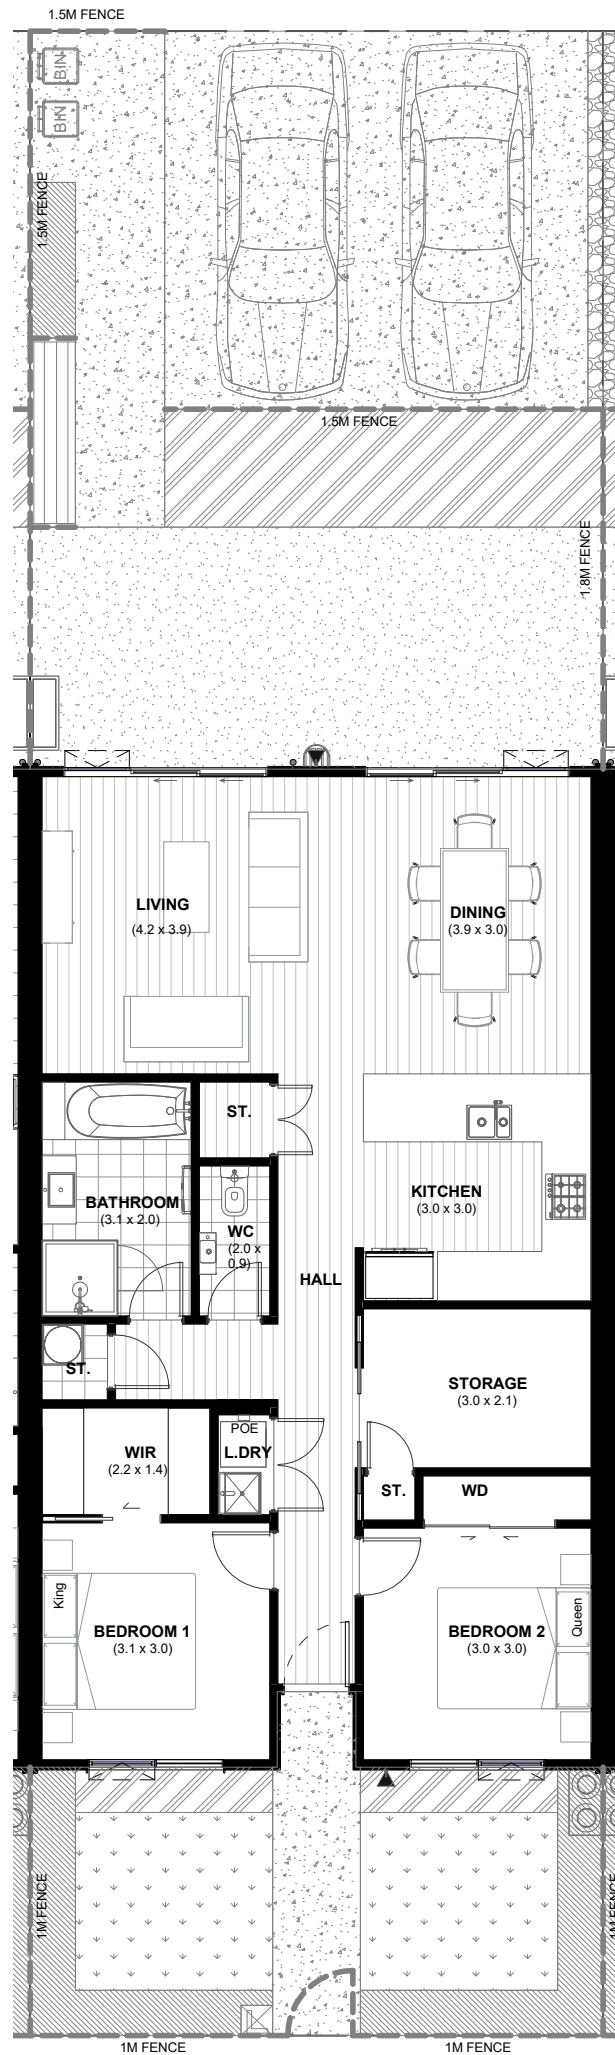 1.5M FENCE
BIN
BIN
1.5M FENCE
1.5M FENCE
1.8M FENCE
LIVING
(4.2 x 3.9)
DINING
(3.9 x 3.0)
ST.
BATHROOM
(3.1 x 2.0)
WC
(2.0 x
0.9)
KITCHEN
(3.0 x 3.0)
HALL
ST.
STORAGE
(3.0 x 2.1)
WIR
(2.2 x 1.4)
POE
L.DRY
ST.
WD
King
BEDROOM 1
(3.1 x 3.0)
BEDROOM 2
(3.0 x 3.0)
Queen
1M FENCE
1M FENCE
1M FENCE
1M FENCE